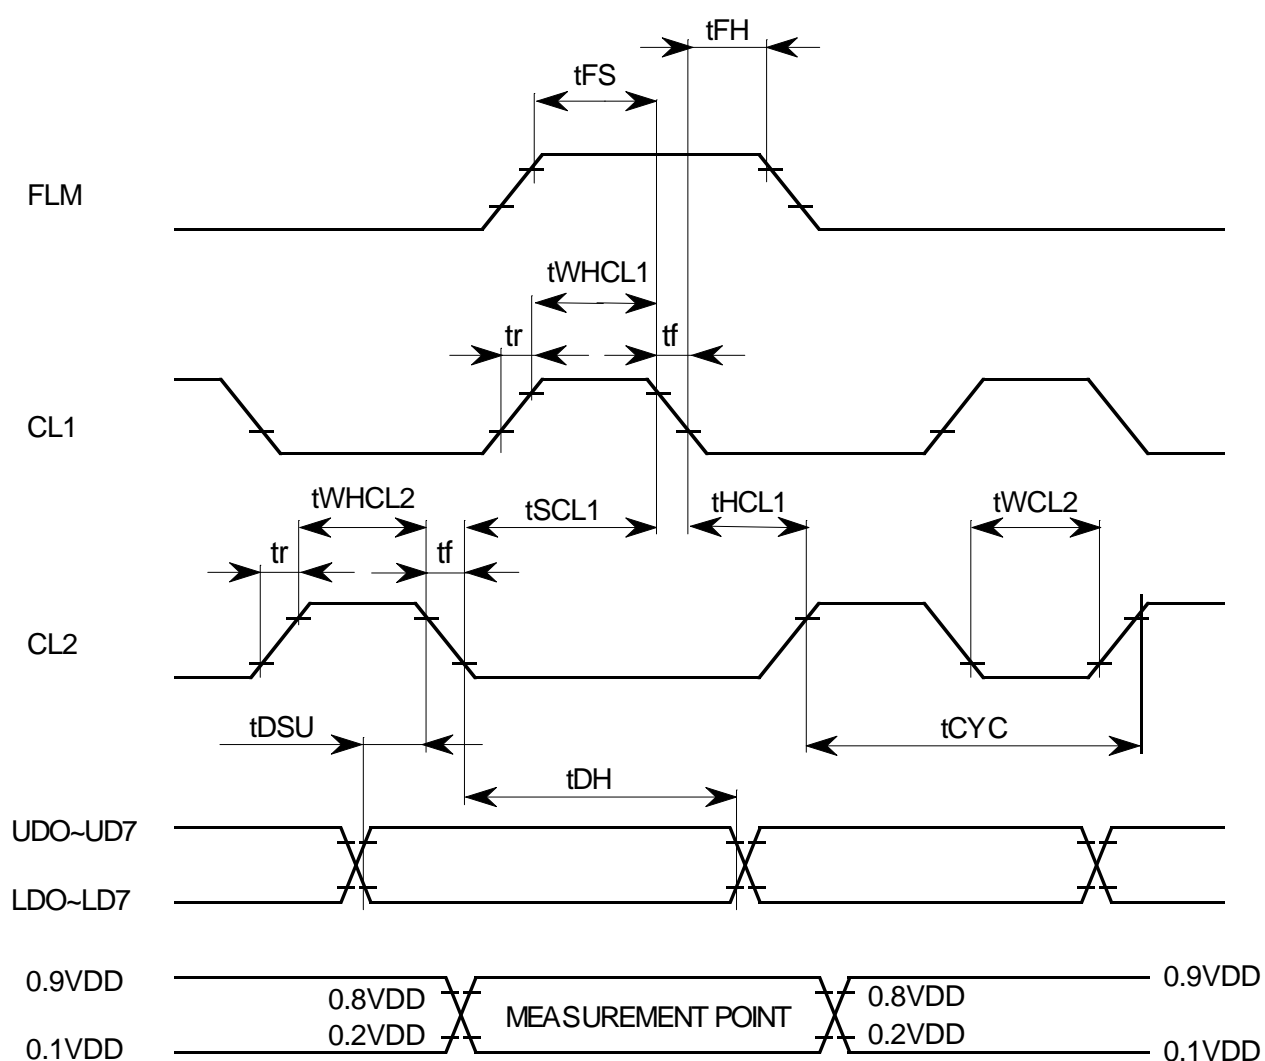 tFH
tFS
FLM
tWHCL1
tr
tf
CL1
tWHCL2
tSCL1
tHCL1
tWCL2
tr
tf
CL2
tDSU
tCYC
tDH
UDO~UD7
LDO~LD7
0.9VDD
0.9VDD
0.8VDD
0.8VDD
MEASUREMENT POINT
0.2VDD
0.2VDD
0.1VDD
0.1VDD